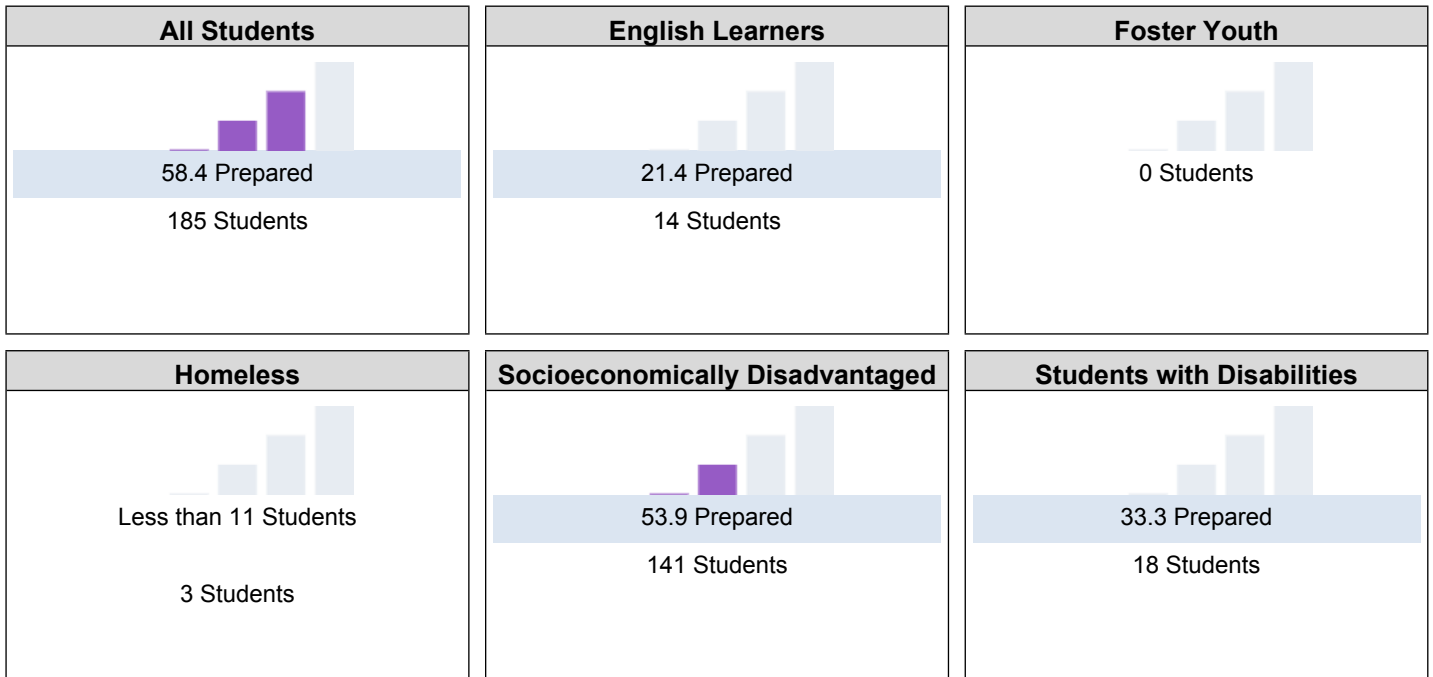 All Students
58.4 Prepared
185 Students
English Learners
21.4 Prepared
14 Students
Foster Youth
0 Students
Homeless
Less than 11 Students
3 Students
Socioeconomically Disadvantaged
53.9 Prepared
141 Students
Students with Disabilities
33.3 Prepared
18 Students